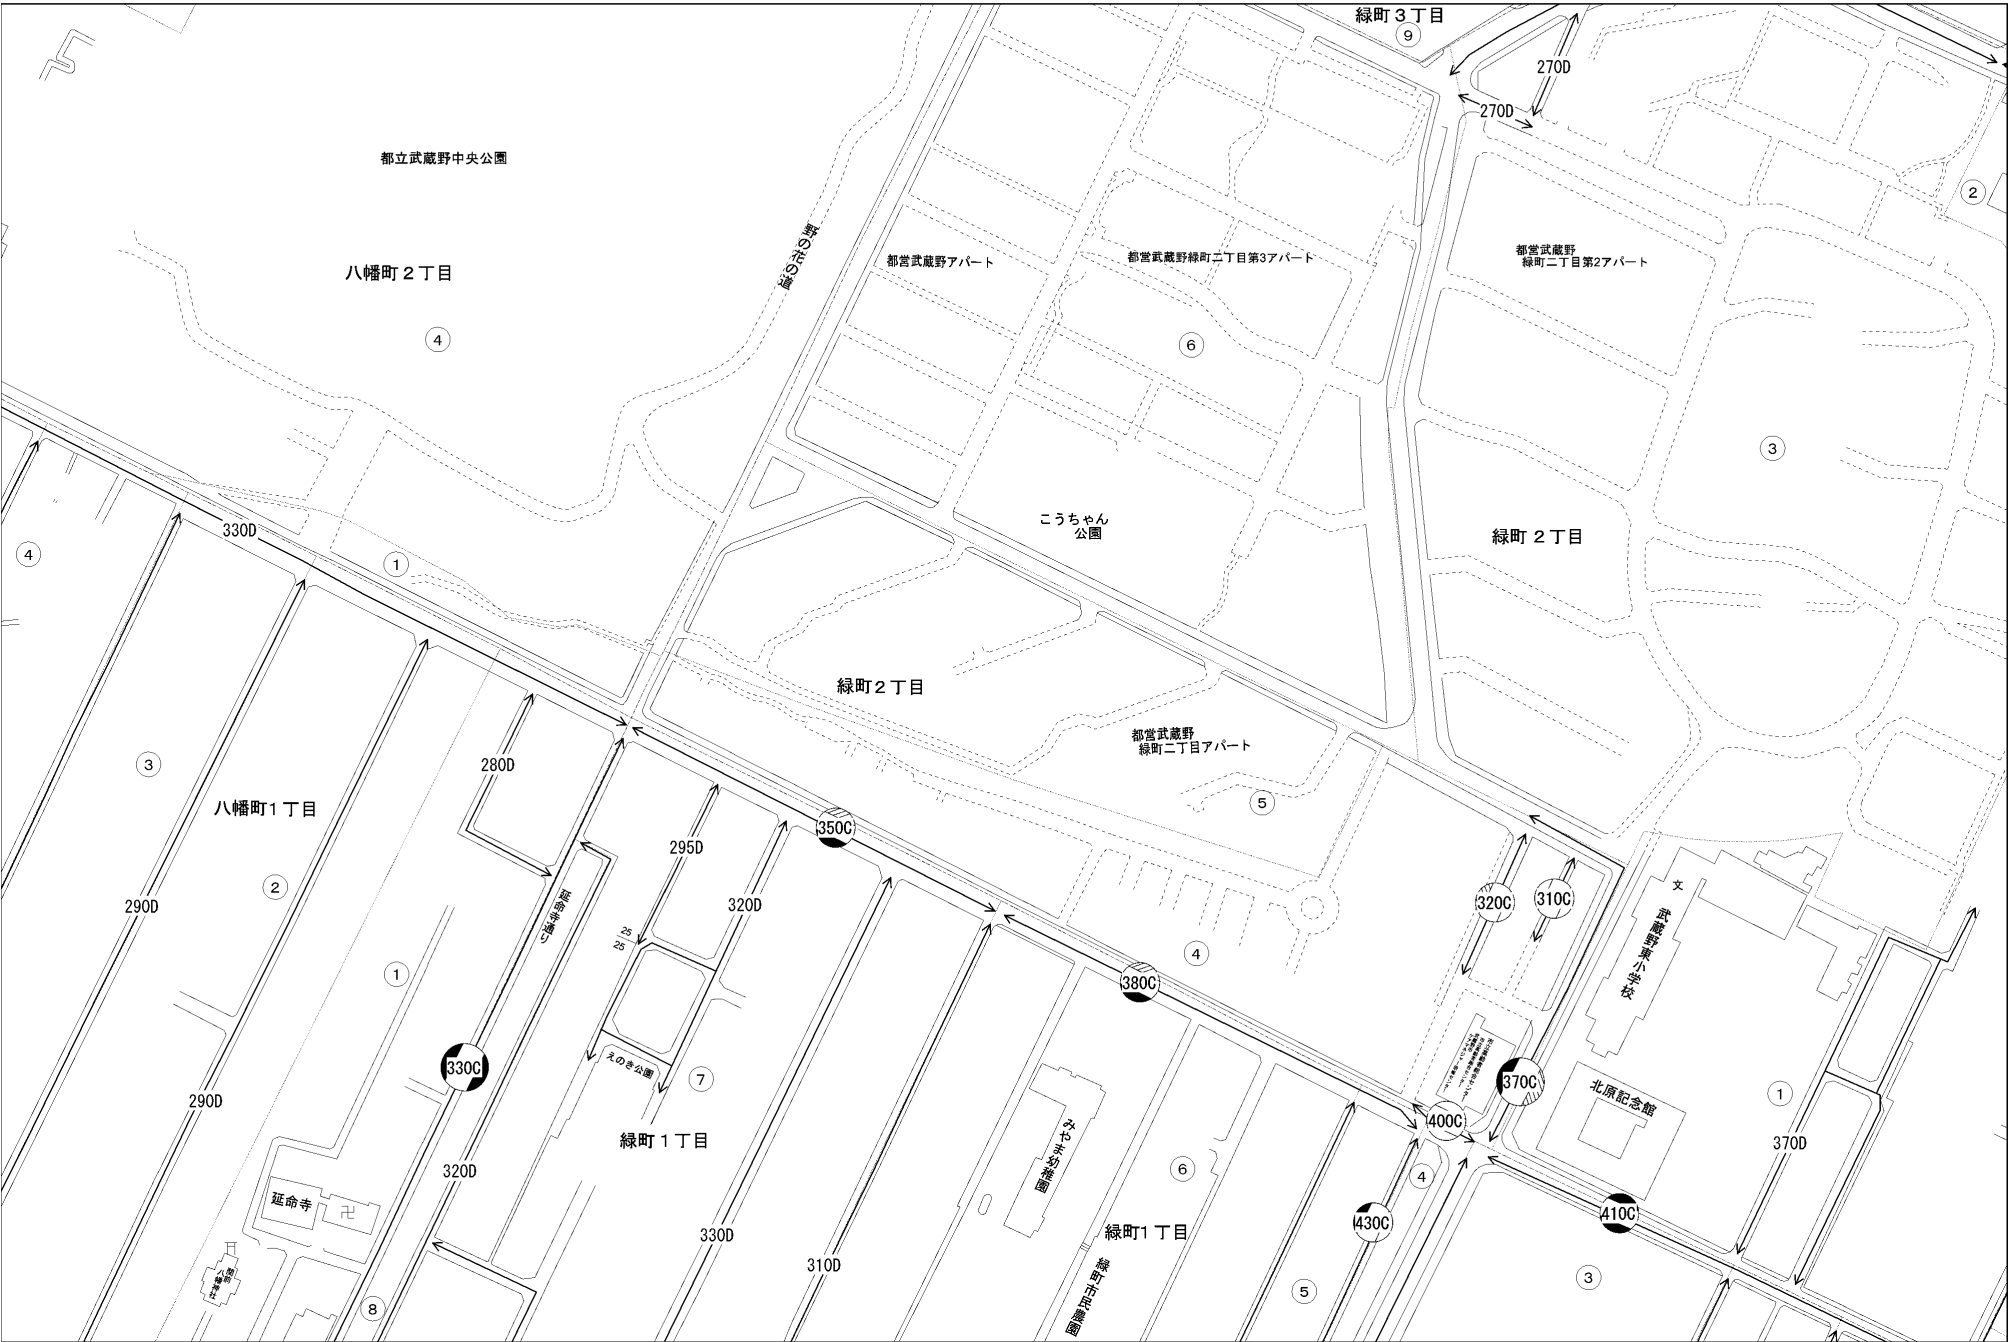 緑町3丁目
9
270D
270D
都立武蔵野中央公園
2
野の花の道
都営武蔵野アパート
都営武蔵野緑町二丁目第3アパート
都営武蔵野
緑町二丁目第2アパート
八幡町2丁目
4
6
3
330D
こうちゃん
公園
緑町2丁目
4
1
緑町2丁目
都営武蔵野
緑町二丁目アパート
3
280D
5
八幡町1丁目
350C
295D
2
290D
320D
320C
310C
文
武蔵野東小学校
延命寺通り
25
25
1
4
380C
330C
えのき公園
7
370C
北原記念館
1
290D
400C
緑町1丁目
みやま幼稚園
370D
320D
6
4
延命寺
卍
430C
410C
330D
310D
緑町1丁目
緑町市民農園
八幡神社
8
5
3